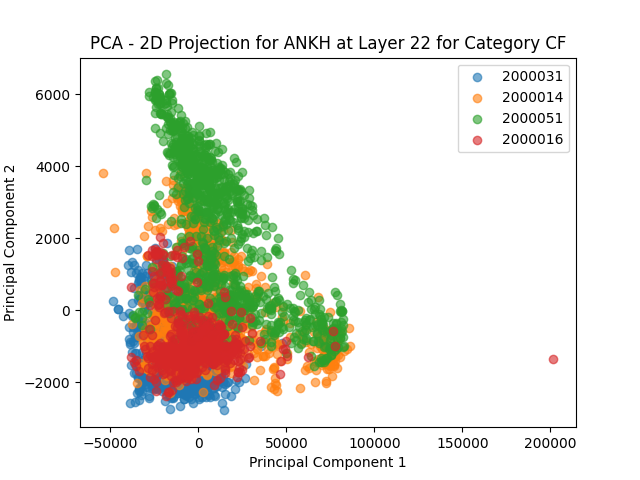 PCA - 2D Projection for ANKH at Layer 22 for Category CF
2000031
2000014
2000051
2000016
6000
4000
2000
0
−2000
Principal Component 2
−50000 0 50000 100000 150000 200000
Principal Component 1